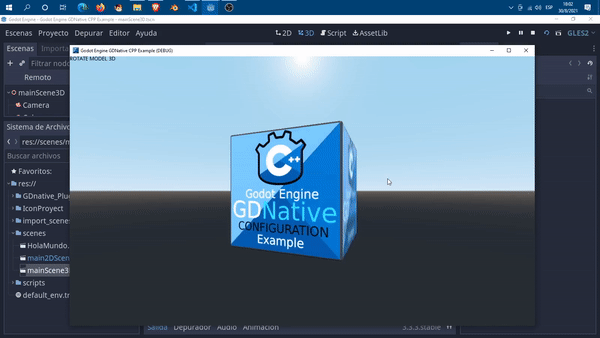 ESP
18:02
30/8/2021
Godot Engine - Godot Engine GDNative CPP Example - mainScene3D.tscn
Escenas Proyecto Depurar Editor Ayuda
2D 3D Script AssetLib
GLES2
Escenas Importa
Filtrar nodo
Remoto
mainScene3D
Camera
Sistema de Archivo
res://scenes/m
Buscar archivos
Favoritos:
res://
GDnative_Plu
IconProyect
import_scene
scenes
HolaMundo.
main2DScen
mainScene3
scripts
default_env.tr
Godot Engine GDNative CPP Example (DEBUG)
ROTATE MODEL 3D
C++
Godot Engine
GDNative
CONFIGURATION
Example
Salida Depurador Audio Animación
3.3.3.stable